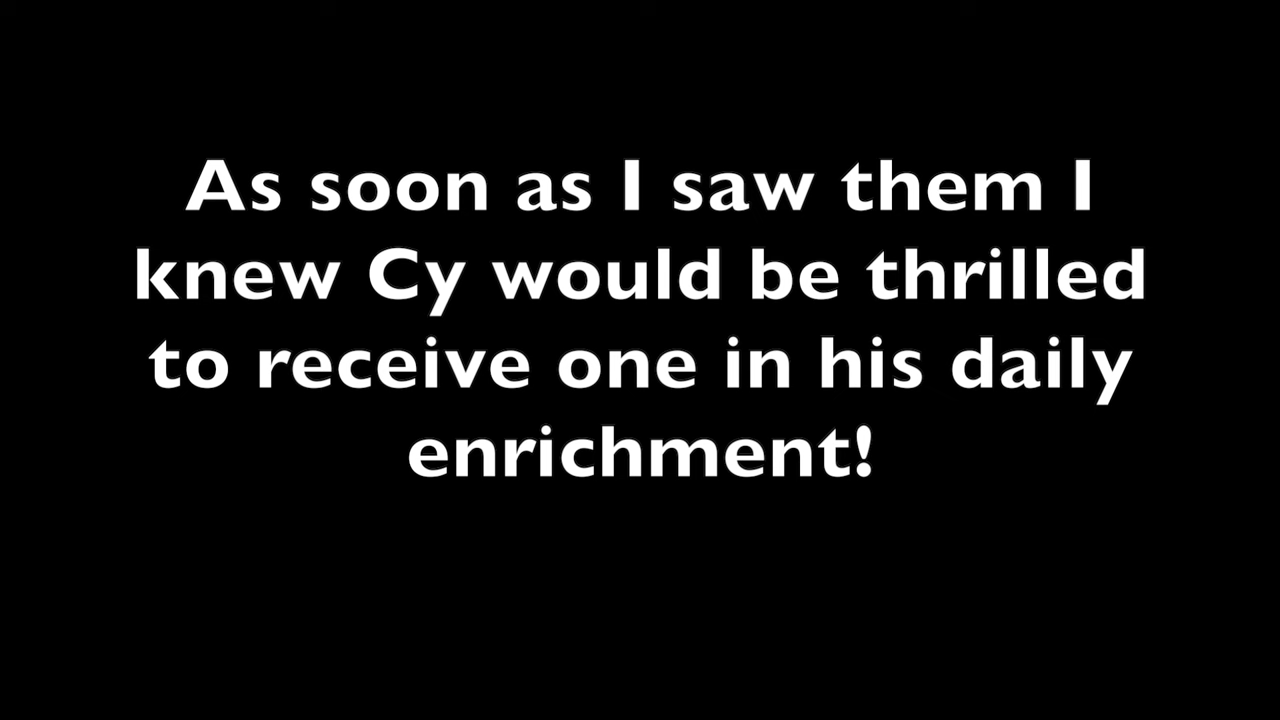 As soon as I saw them I
knew Cy would be thrilled
to receive one in his daily
enrichment!